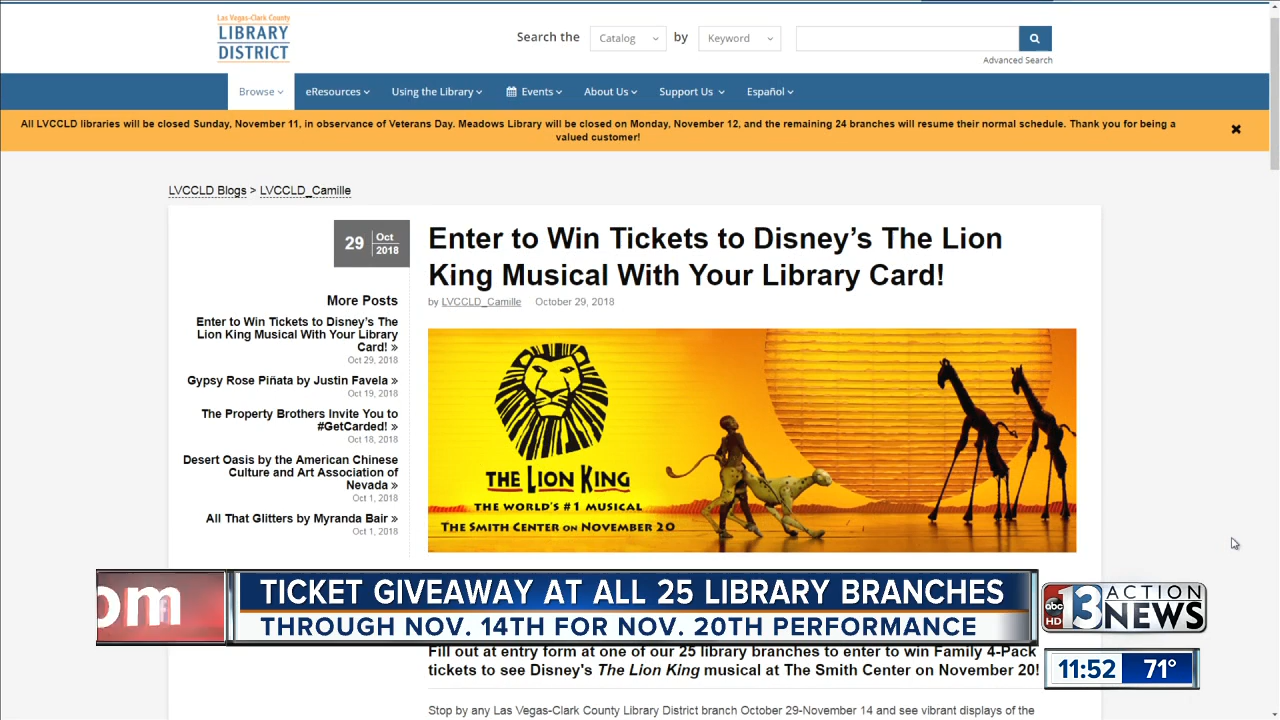 Las Vegas-Clark County
LIBRARY
DISTRICT
Search the
Catalog
by
Keyword
Advanced Search
Browse
eResources
Using the Library
Events
About Us
Support Us
Español
All LVCCLD libraries will be closed Sunday, November 11, in observance of Veterans Day. Meadows Library will be closed on Monday, November 12, and the remaining 24 branches will resume their normal schedule. Thank you for being a
valued customer!
LVCCLD Blogs > LVCCLD_Camille
29
Oct
2018
More Posts
Enter to Win Tickets to Disney's The
Lion King Musical With Your Library
Card! »
Oct 29, 2018
Gypsy Rose Piñata by Justin Favela »
Oct 19, 2018
The Property Brothers Invite You to
#GetCarded! »
Oct 18, 2018
Desert Oasis by the American Chinese
Culture and Art Association of
Nevada »
Oct 1, 2018
All That Glitters by Myranda Bair »
Oct 1, 2018
Enter to Win Tickets to Disney's The Lion
King Musical With Your Library Card!
by LVCCLD_Camille October 29, 2018
THE LION KING
THE WORLD'S #1 MUSICAL
THE SMITH CENTER ON NOVEMBER 20
om
TICKET GIVEAWAY AT ALL 25 LIBRARY BRANCHES
THROUGH NOV. 14TH FOR NOV. 20TH PERFORMANCE
abc
HD
13
ACTION
NEWS
11:52 71°
Fill out at entry form at one of our 25 library branches to enter to win Family 4-Pack
tickets to see Disney's The Lion King musical at The Smith Center on November 20!
Stop by any Las Vegas-Clark County Library District branch October 29-November 14 and see vibrant displays of the